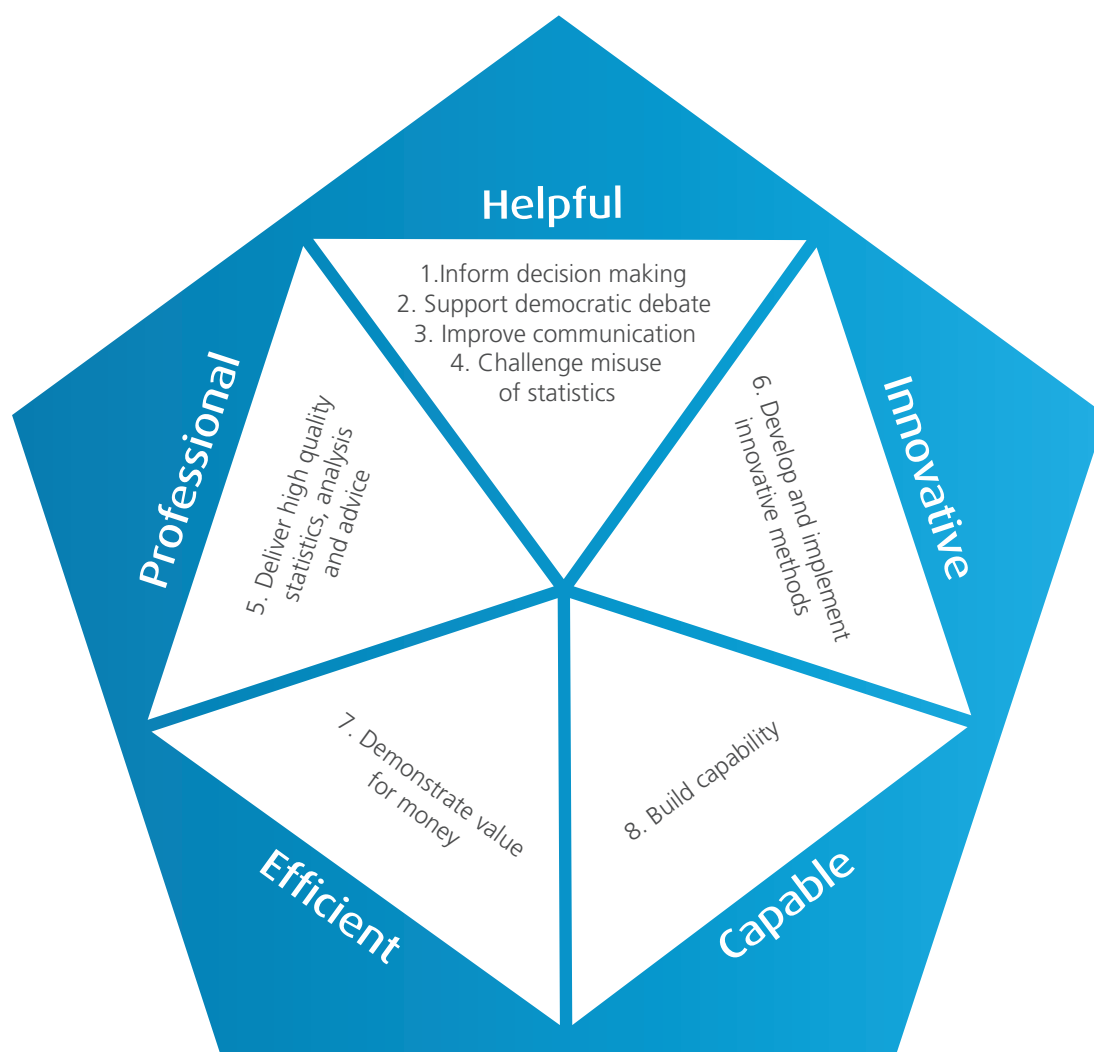 Helpful
1.Inform decision making
2. Support democratic debate
3. Improve communication
4. Challenge misuse
of statistics
Professional
5. Deliver high quality
statistics, analysis
and advice
Innovative
6. Develop and implement
innovative methods
Efficient
7. Demonstrate value
for money
Capable
8. Build capability